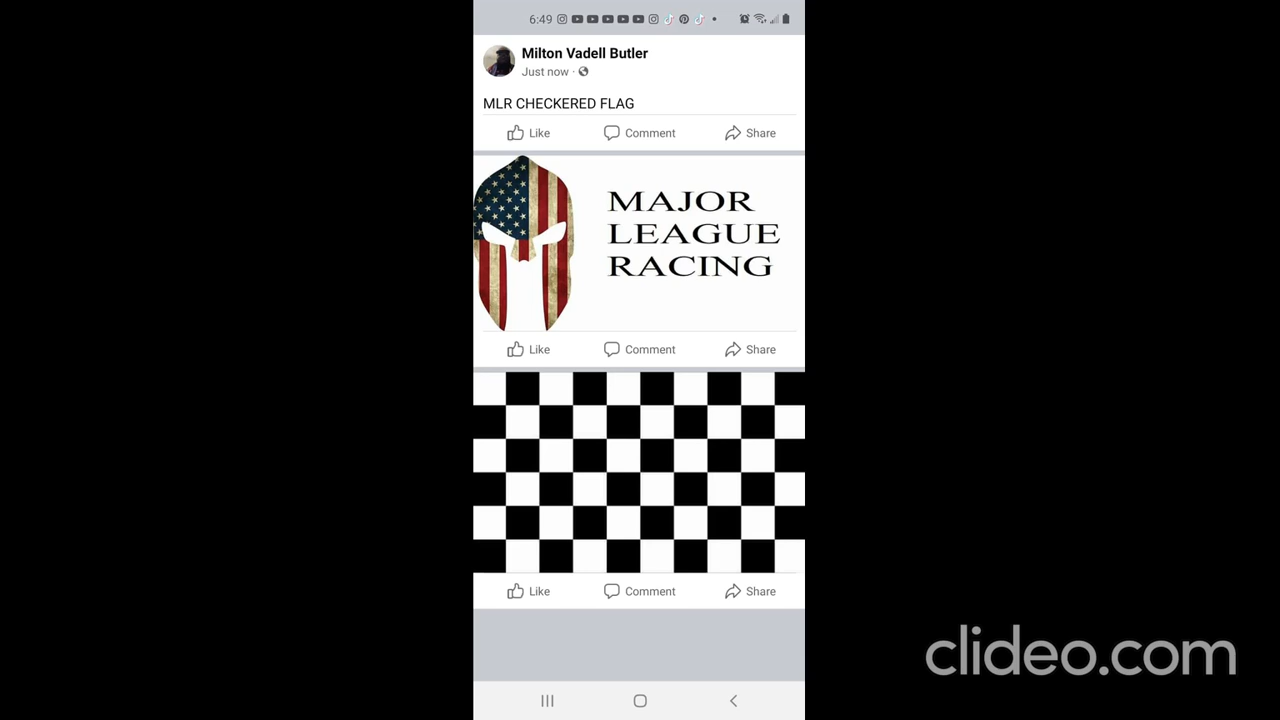 6:49
Milton Vadell Butler
Just now ·
MLR CHECKERED FLAG
Like Comment Share
MAJOR
LEAGUE
RACING
Like Comment Share
Like Comment Share
clideo.com